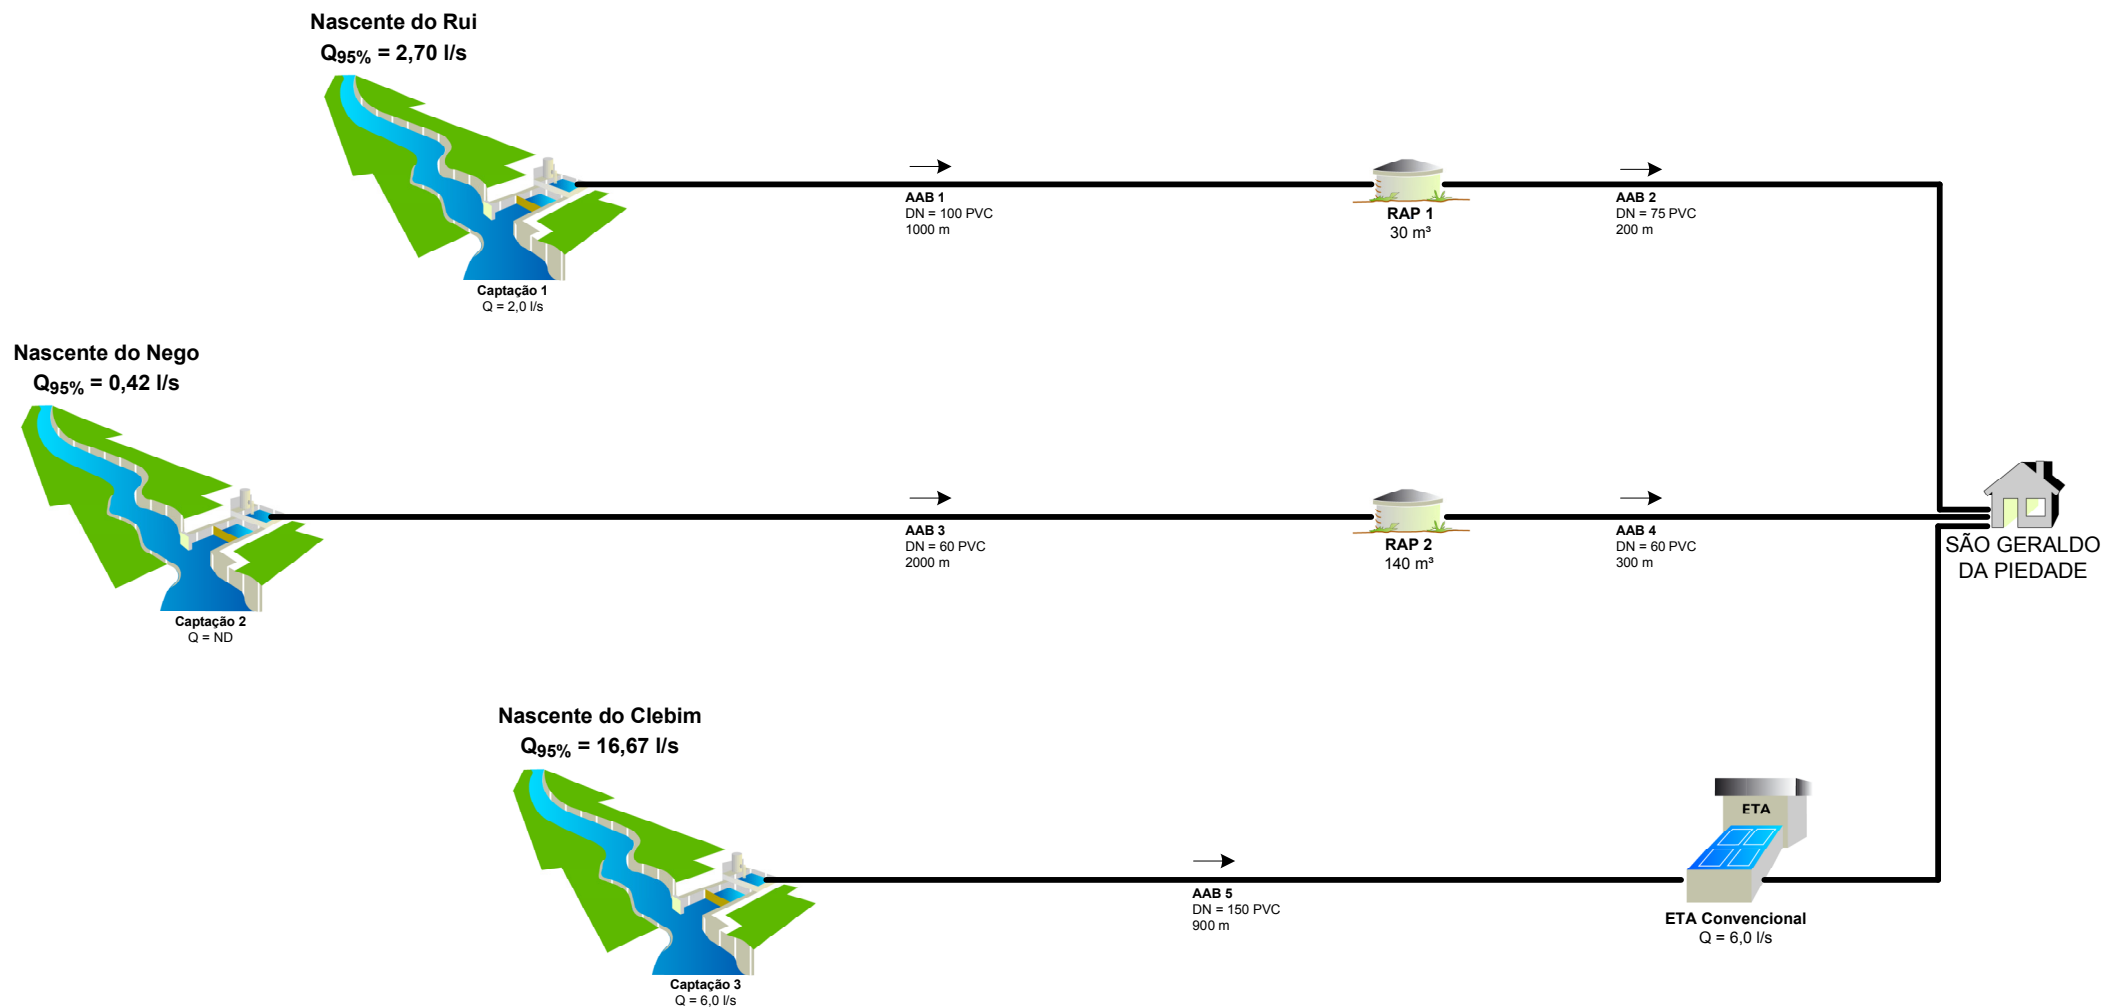 Nascente do Rui
Q95% = 2,70 l/s
AAB 1
DN = 100 PVC
1000 m
RAP 1
30 m³
AAB 2
DN = 75 PVC
200 m
Captação 1
Q = 2,0 l/s
Nascente do Nego
Q95% = 0,42 l/s
AAB 3
DN = 60 PVC
2000 m
RAP 2
140 m³
AAB 4
DN = 60 PVC
300 m
SÃO GERALDO
DA PIEDADE
Captação 2
Q = ND
Nascente do Clebim
Q95% = 16,67 l/s
ETA
AAB 5
DN = 150 PVC
900 m
ETA Convencional
Q = 6,0 l/s
Captação 3
Q = 6,0 l/s